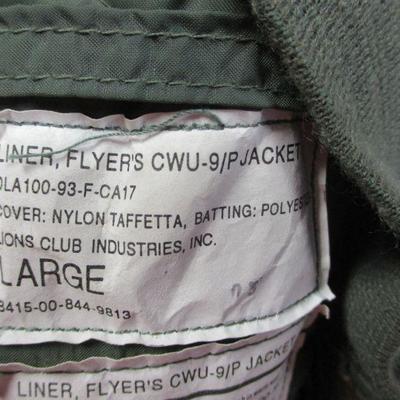 LINER, FLYER'S CWU-9/P JACKET
DLA100-93-F-CA17
COVER: NYLON TAFFETTA, BATTING: POLYES
LIONS CLUB INDUSTRIES, INC.
LARGE
8415-00-844-9813
LINER, FLYER'S CWU-9/P JACKET